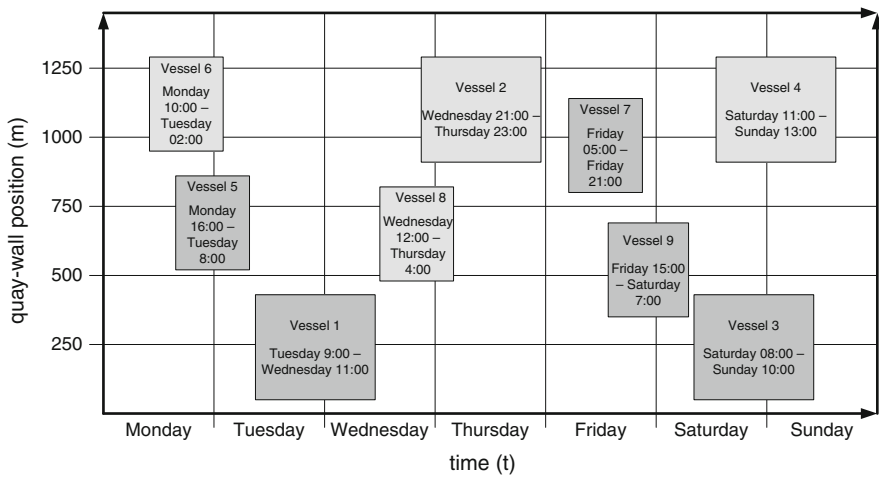 quay-wall position (m)
1250
1000
750
500
250
Vessel 6
Monday
10:00 –
Tuesday
02:00
Vessel 5
Monday
16:00 –
Tuesday
8:00
Vessel 1
Tuesday 9:00 –
Wednesday 11:00
Vessel 8
Wednesday
12:00 –
Thursday
4:00
Vessel 2
Wednesday 21:00 –
Thursday 23:00
Vessel 7
Friday
05:00 –
Friday
21:00
Vessel 9
Friday 15:00
– Saturday
7:00
Vessel 4
Saturday 11:00 –
Sunday 13:00
Vessel 3
Saturday 08:00 –
Sunday 10:00
Monday
Tuesday
Wednesday
Thursday
Friday
Saturday
Sunday
time (t)